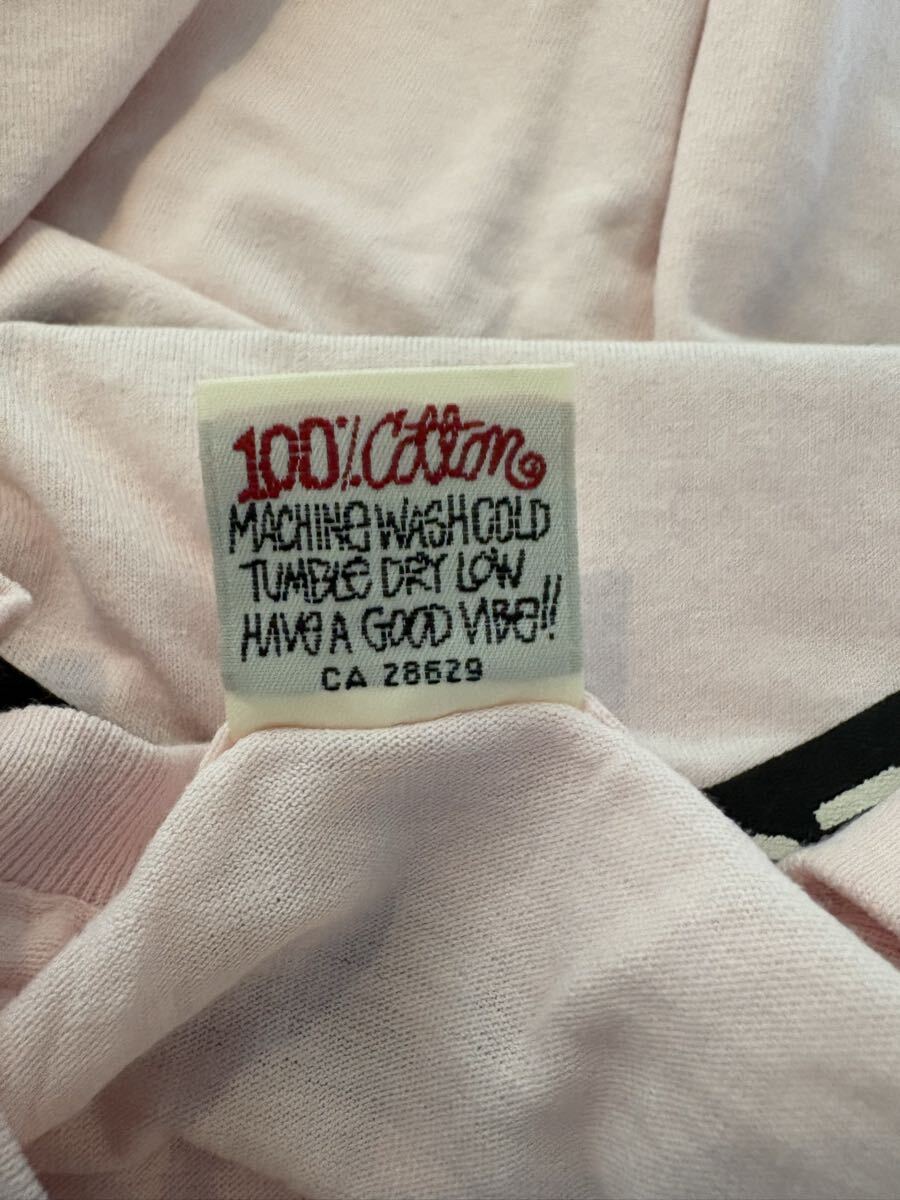 100% Cotton
MACHINE WASH COLD
TUMBLE DRY LOW
HAVE A GOOD VIBE!!
CA 28629